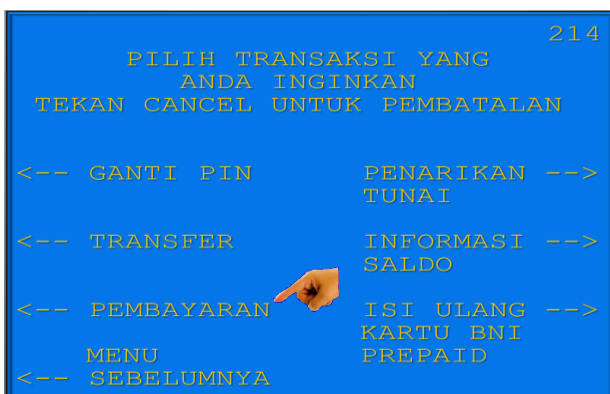 214
PILIH TRANSAKSI YANG
ANDA INGINKAN
TEKAN CANCEL UNTUK PEMBATALAN
<-- GANTI PIN
PENARIKAN -->
TUNAI
<-- TRANSFER
INFORMASI -->
SALDO
<-- PEMBAYARAN
ISI ULANG -->
KARTU BNI
PREPAID
MENU
<-- SEBELUMNYA